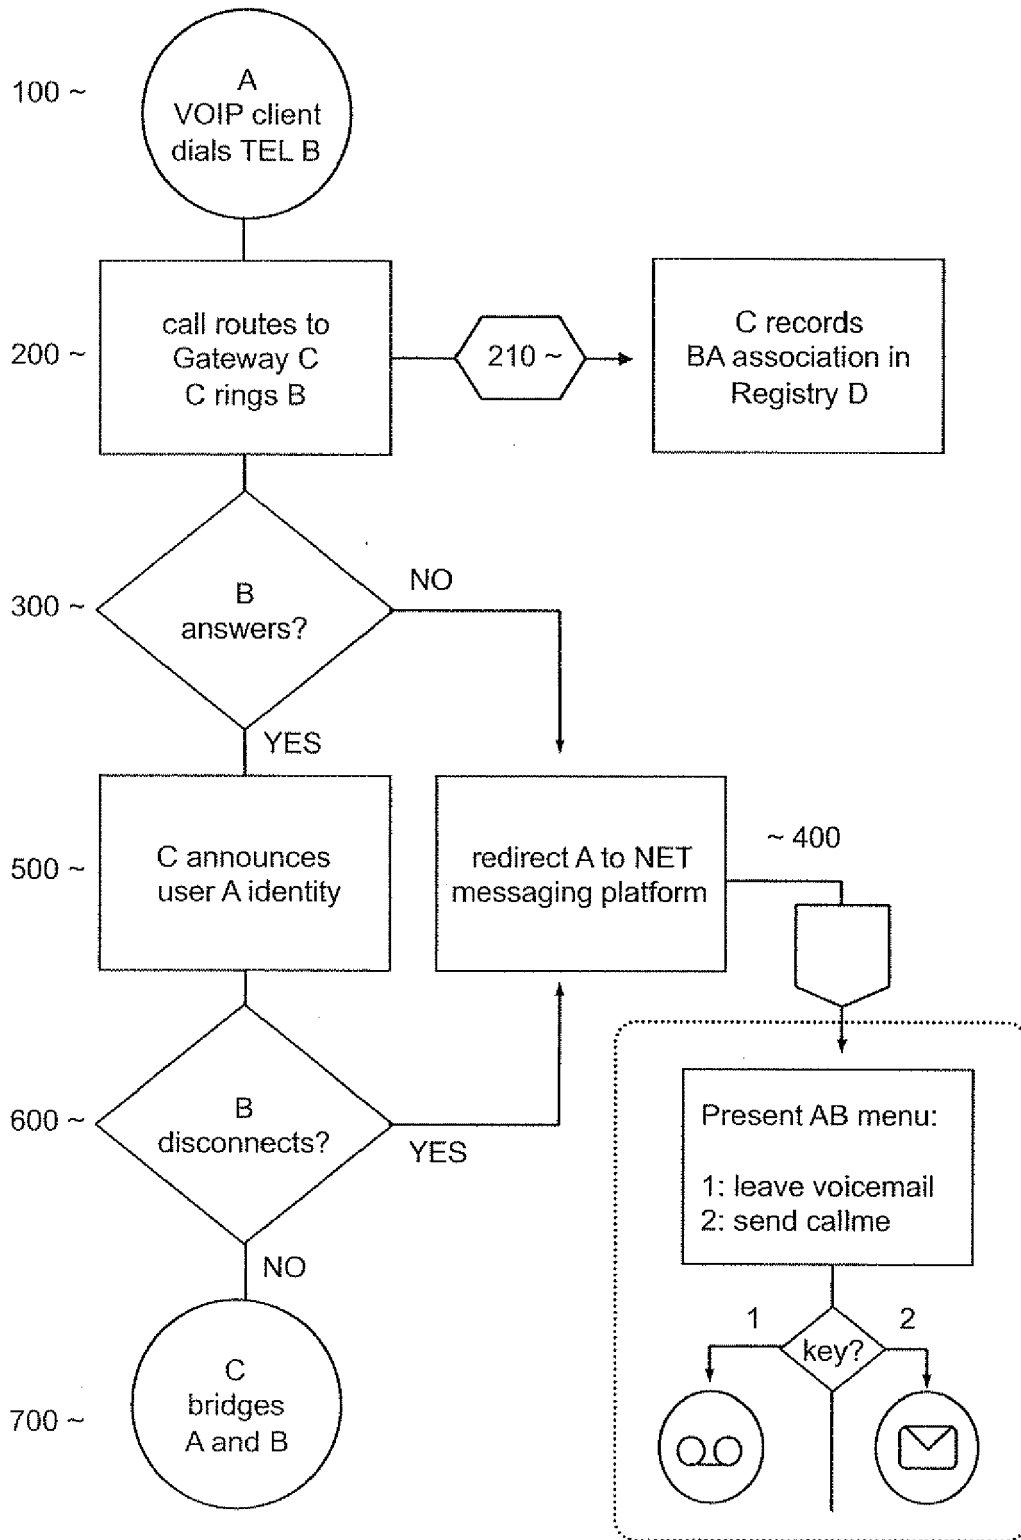 100 ~
A
VOIP client
dials TEL B
200 ~
call routes to
Gateway C
C rings B
210 ~
C records
BA association in
Registry D
300 ~
B
answers?
NO
YES
500 ~
C announces
user A identity
redirect A to NET
messaging platform
~ 400
600 ~
B
disconnects?
YES
NO
Present AB menu:
1: leave voicemail
2: send callme
1
2
key?
700 ~
C
bridges
A and B